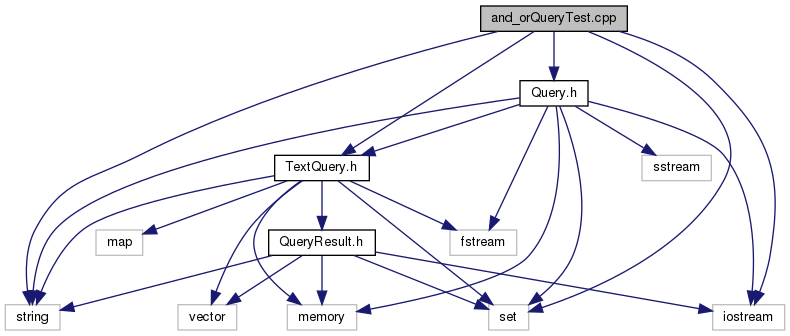 and_orQueryTest.cpp
Query.h
TextQuery.h
sstream
map
QueryResult.h
fstream
string
vector
memory
set
iostream